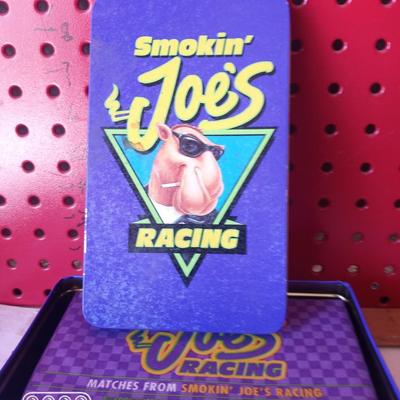 Smokin'
JOE'S
RACING
JOE'S
RACING
MATCHES FROM SMOKIN' JOE'S RACING